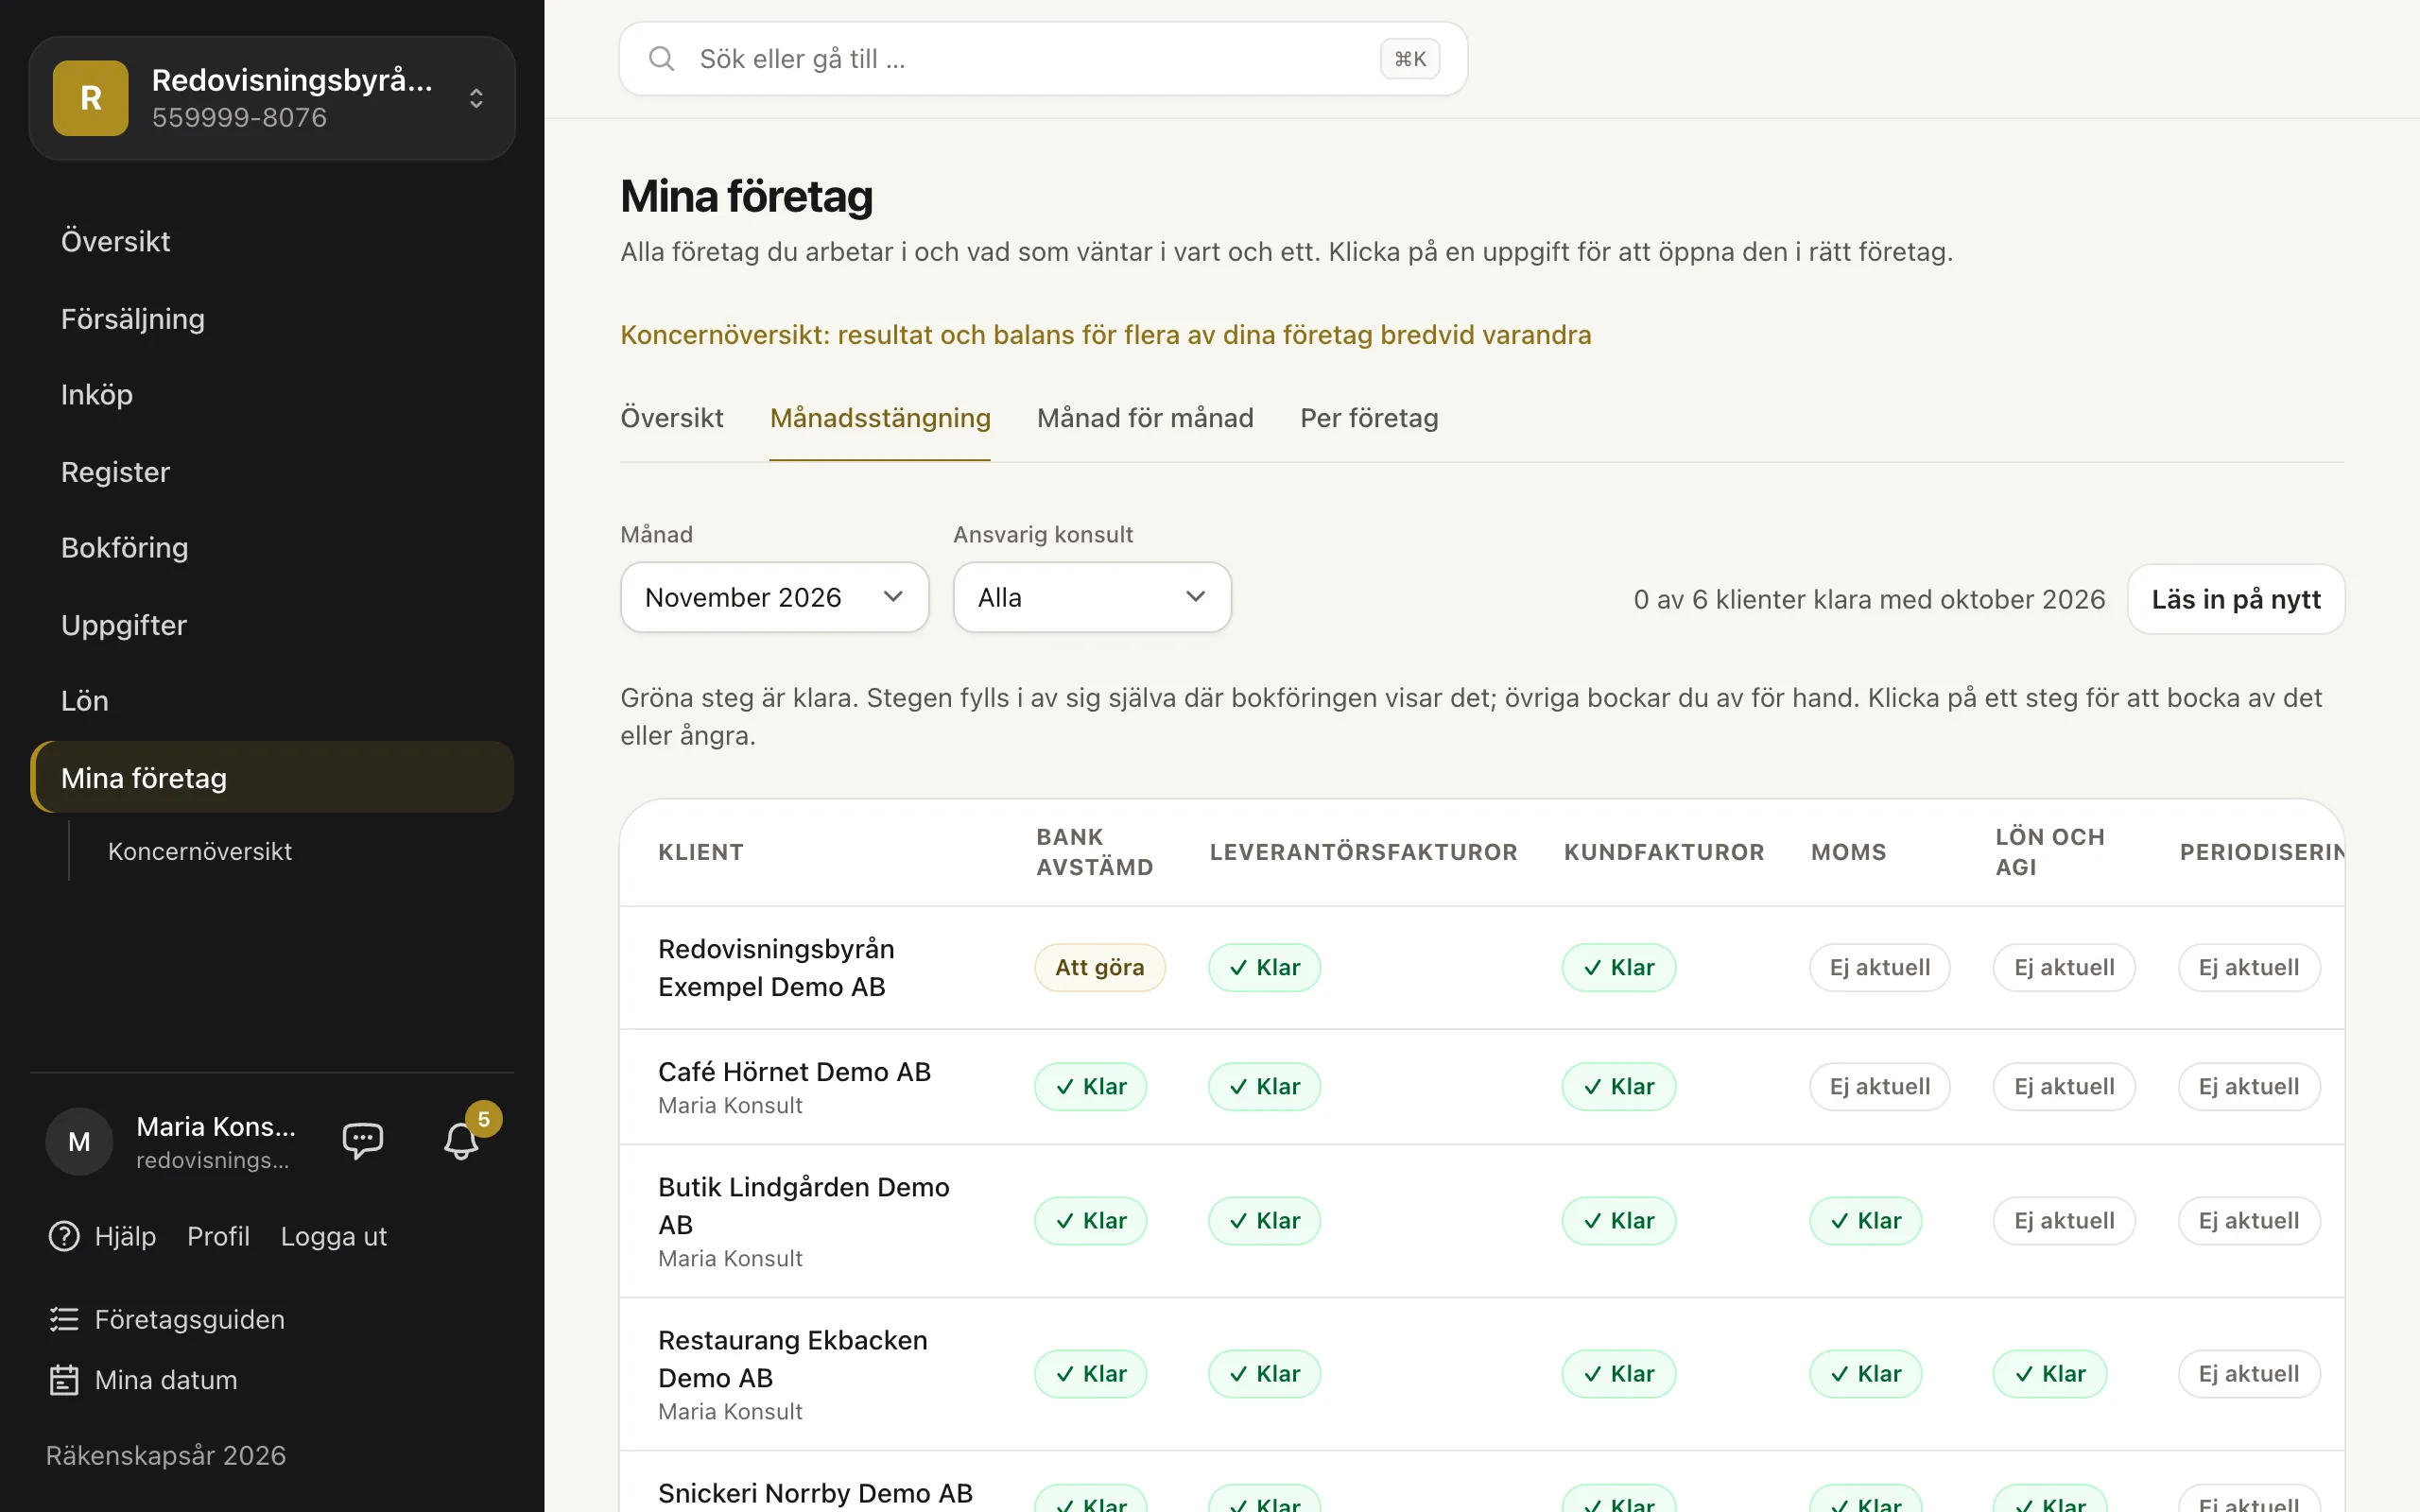 R
Redovisningsbyrå...
559999-8076
Översikt
Försäljning
Inköp
Register
Bokföring
Uppgifter
Lön
Mina företag
Koncernöversikt
M
Maria Kons...
redovisnings...
5
Hjälp
Profil
Logga ut
Företagsguiden
Mina datum
Räkenskapsår 2026
Sök eller gå till ...
⌘K
Mina företag
Alla företag du arbetar i och vad som väntar i vart och ett. Klicka på en uppgift för att öppna den i rätt företag.
Koncernöversikt: resultat och balans för flera av dina företag bredvid varandra
Översikt Månadsstängning Månad för månad Per företag
Månad
November 2026
Ansvarig konsult
Alla
0 av 6 klienter klara med oktober 2026
Läs in på nytt
Gröna steg är klara. Stegen fylls i av sig själva där bokföringen visar det; övriga bockar du av för hand. Klicka på ett steg för att bocka av det
eller ångra.
KLIENT
BANK
AVSTÄMD
LEVERANTÖRSFAKTUROR
KUNDFAKTUROR
MOMS
LÖN OCH
AGI
PERIODISERIN
Redovisningsbyrån
Exempel Demo AB
Att göra
✓ Klar
✓ Klar
Ej aktuell
Ej aktuell
Ej aktuell
Café Hörnet Demo AB
Maria Konsult
✓ Klar
✓ Klar
✓ Klar
Ej aktuell
Ej aktuell
Ej aktuell
Butik Lindgården Demo
AB
Maria Konsult
✓ Klar
✓ Klar
✓ Klar
✓ Klar
Ej aktuell
Ej aktuell
Restaurang Ekbacken
Demo AB
Maria Konsult
✓ Klar
✓ Klar
✓ Klar
✓ Klar
✓ Klar
Ej aktuell
Snickeri Norrby Demo AB
✓ Klar
✓ Klar
✓ Klar
✓ Klar
✓ Klar
Ej aktuell